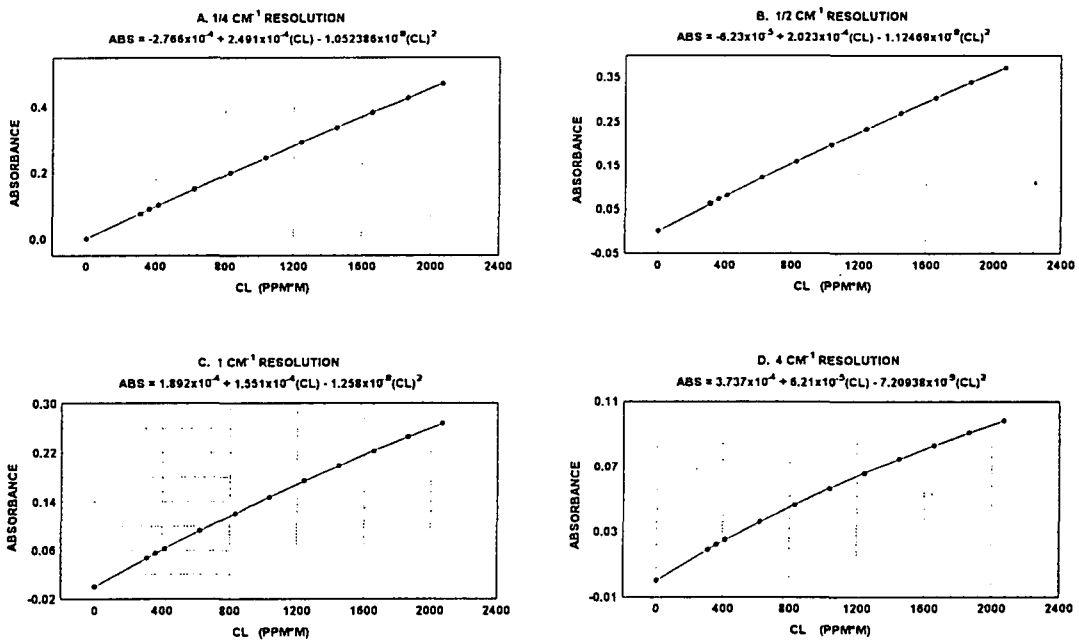 A. 1/4 CM⁻¹ RESOLUTION
ABS = -2.766x10⁻⁴ + 2.491x10⁻⁴(CL) - 1.052386x10⁻⁸(CL)²
ABSORBANCE
0.4
0.2
0.0
0 400 800 1200 1600 2000 2400
CL (PPM*M)
B. 1/2 CM⁻¹ RESOLUTION
ABS = -6.23x10⁻⁵ + 2.023x10⁻⁴(CL) - 1.12469x10⁻⁸(CL)²
ABSORBANCE
0.35
0.25
0.15
0.05
-0.05
0 400 800 1200 1600 2000 2400
CL (PPM*M)
C. 1 CM⁻¹ RESOLUTION
ABS = 1.892x10⁻⁴ + 1.551x10⁻⁴(CL) - 1.258x10⁻⁸(CL)²
ABSORBANCE
0.30
0.22
0.14
0.06
-0.02
0 400 800 1200 1600 2000 2400
CL (PPM*M)
D. 4 CM⁻¹ RESOLUTION
ABS = 3.737x10⁻⁴ + 6.21x10⁻⁵(CL) - 7.20938x10⁻⁹(CL)²
ABSORBANCE
0.11
0.07
0.03
-0.01
0 400 800 1200 1600 2000 2400
CL (PPM*M)